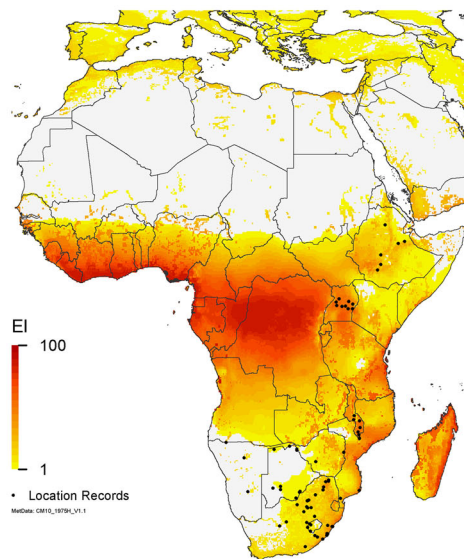 EI
100
1
• Location Records
MetData: CM10_1975H_V1.1